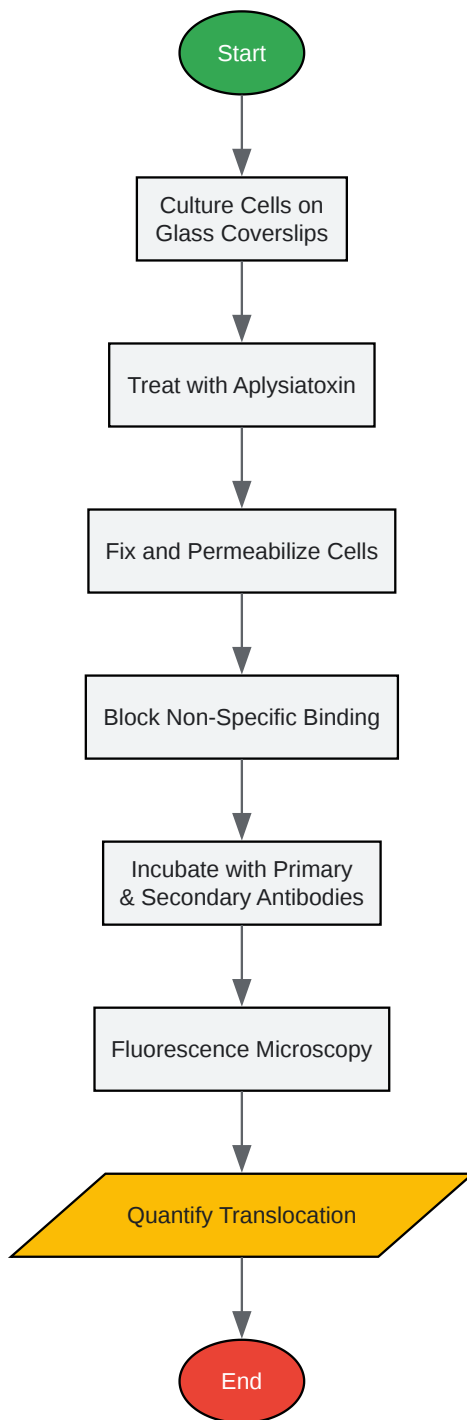 Start
Culture Cells on
Glass Coverslips
Treat with Aplysiatoxin
Fix and Permeabilize Cells
Block Non-Specific Binding
Incubate with Primary
& Secondary Antibodies
Fluorescence Microscopy
Quantify Translocation
End